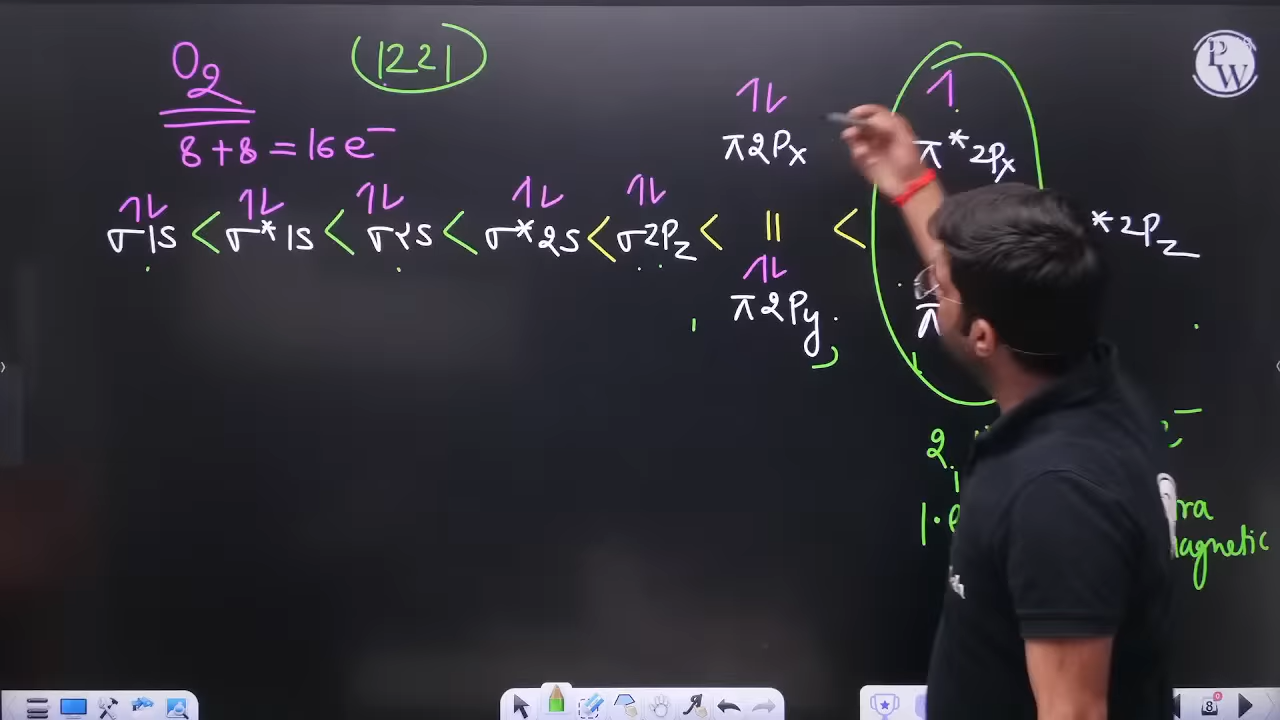 O2
1221
PW
8+8=16e⁻
↑⇂
π2Px
↑
π*2Px
↑⇂ ↑⇂ ↑⇂ ↑⇂ ↑⇂
σ1s < σ*1s < σ2s < σ*2s < σ2Pz < || < *2Pz
↑⇂
π2Py
π
2.
1.
ra
agnetic
8